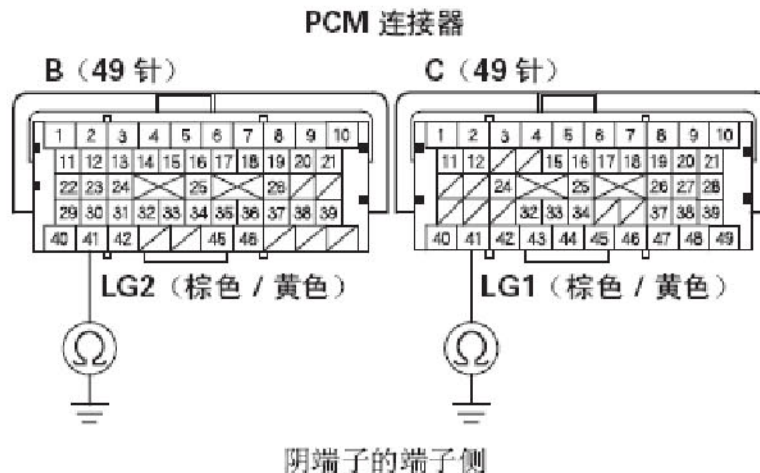 PCM 连接器
B（49 针） C（49 针）
1 2 3 4 5 6 7 8 9 10 1 2 3 4 5 6 7 8 9 10
11 12 13 14 15 16 17 18 19 20 21 11 12 15 16 17 18 19 20 21
22 23 24 25 26 24 25 26 27 28
29 30 31 32 33 34 35 36 37 38 39 32 33 34 37 38 39
40 41 42 45 46 40 41 42 43 44 45 46 47 48 49
LG2（棕色 / 黄色） LG1（棕色 / 黄色）
Ω Ω
阴端子的端子侧